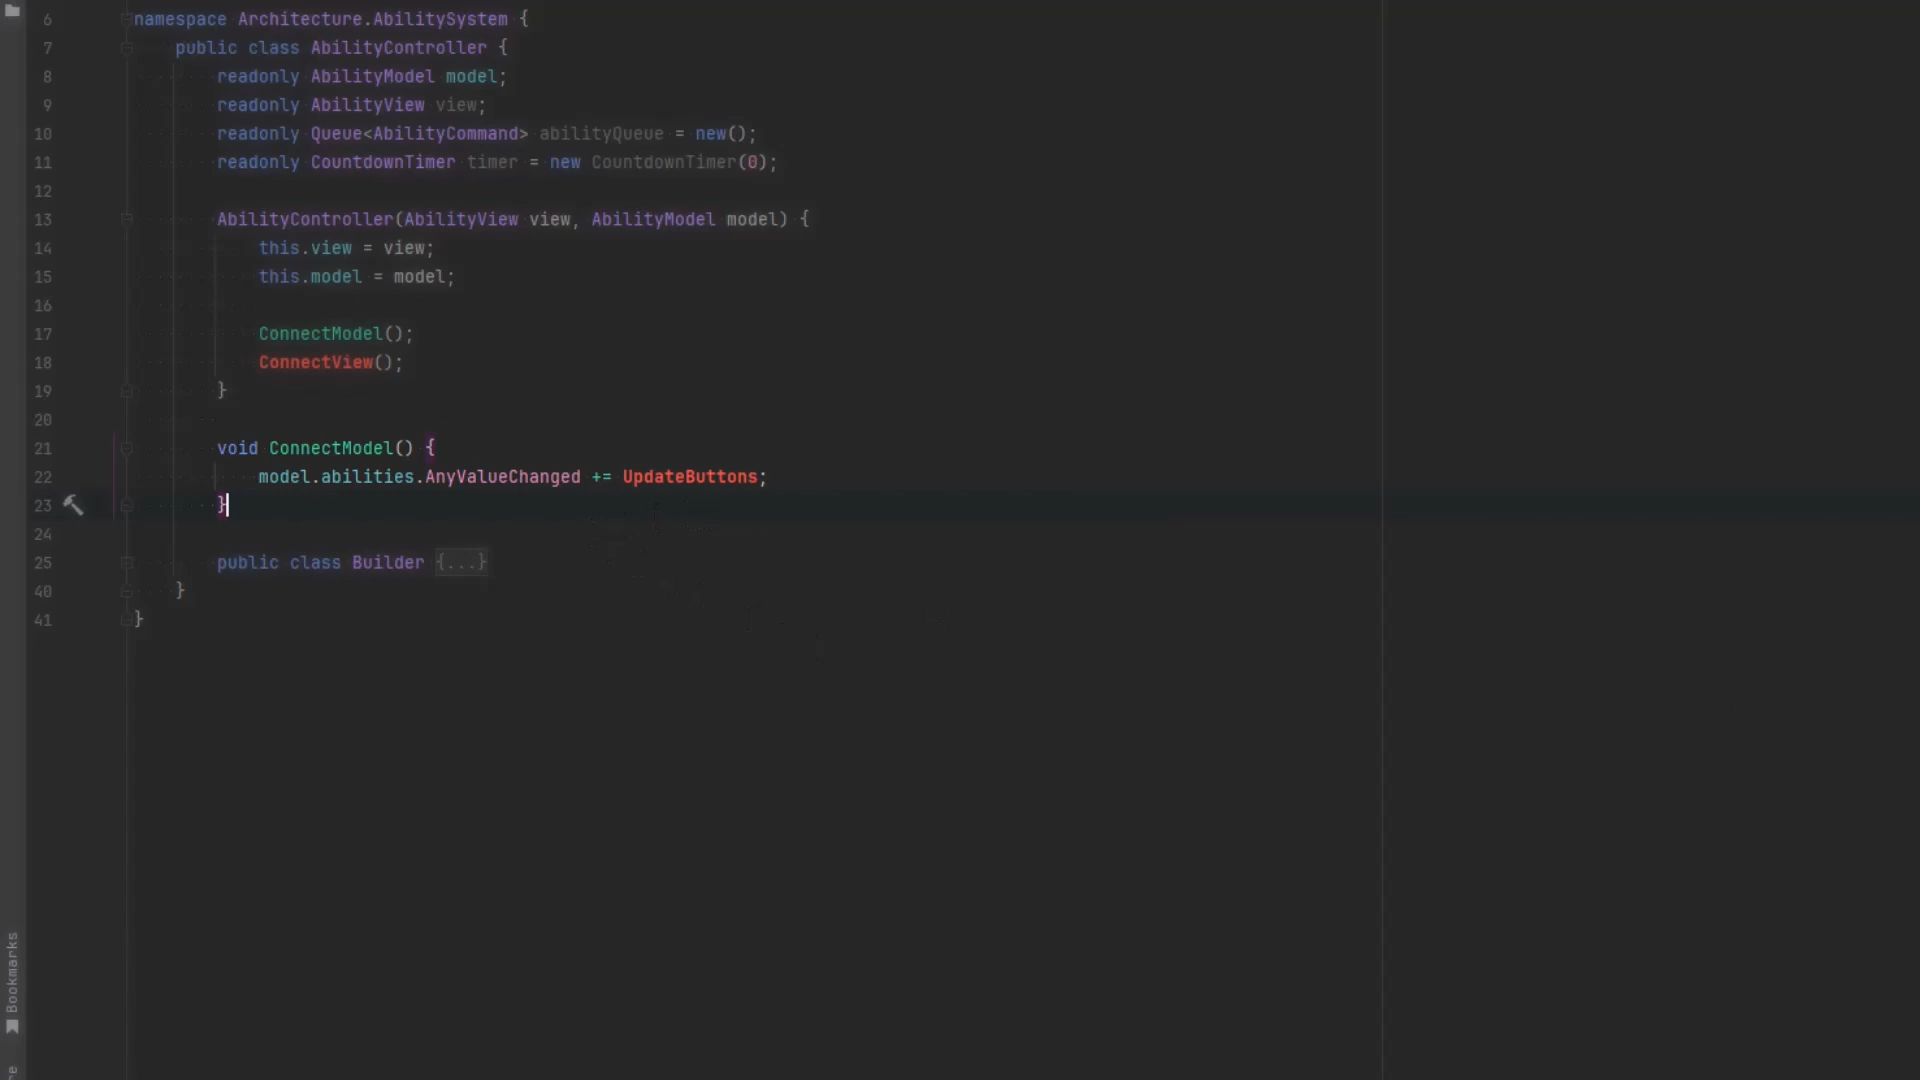 6 namespace Architecture.AbilitySystem {
7 public class AbilityController {
8 readonly AbilityModel model;
9 readonly AbilityView view;
10 readonly Queue<AbilityCommand> abilityQueue = new();
11 readonly CountdownTimer timer = new CountdownTimer(0);
12
13 AbilityController(AbilityView view, AbilityModel model) {
14 this.view = view;
15 this.model = model;
16
17 ConnectModel();
18 ConnectView();
19 }
20
21 void ConnectModel() {
22 model.abilities.AnyValueChanged += UpdateButtons;
23 }
24
25 public class Builder {...}
40 }
41 }
Bookmarks
re